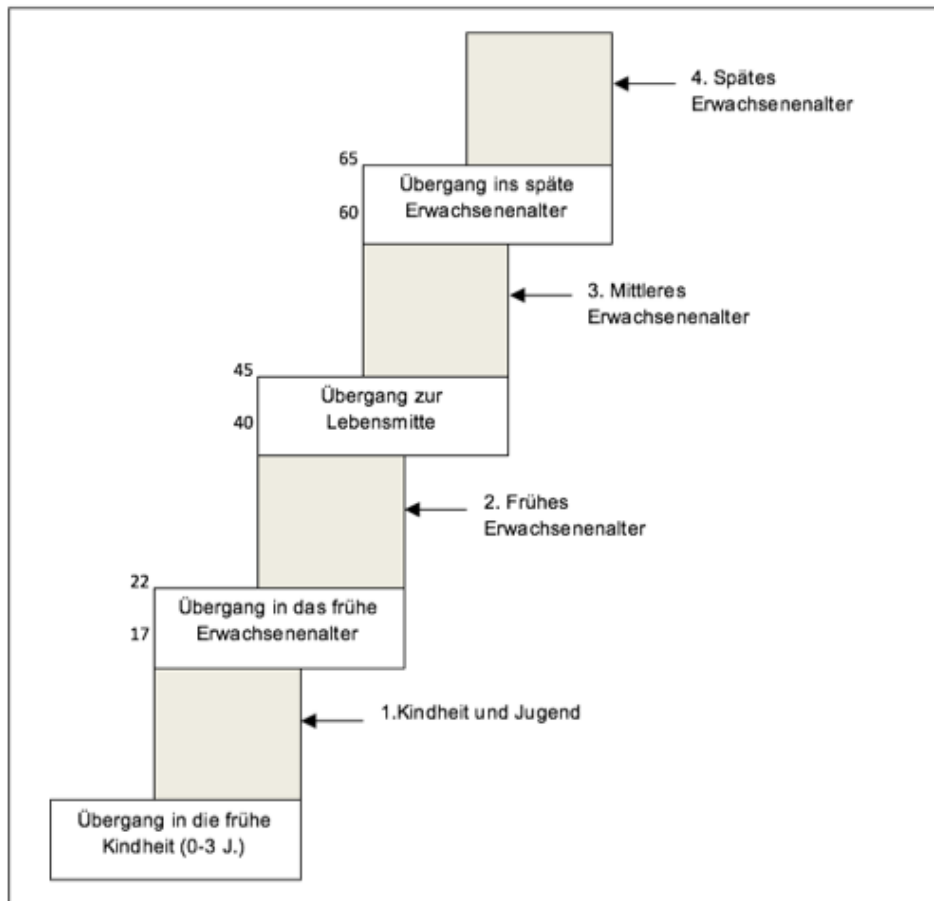 4. Spätes
Erwachsenenalter
65
Übergang ins späte
60
Erwachsenenalter
3. Mittleres
Erwachsenenalter
45
Übergang zur
40
Lebensmitte
2. Frühes
Erwachsenenalter
22
Übergang in das frühe
17
Erwachsenenalter
1.Kindheit und Jugend
Übergang in die frühe
Kindheit (0-3 J.)